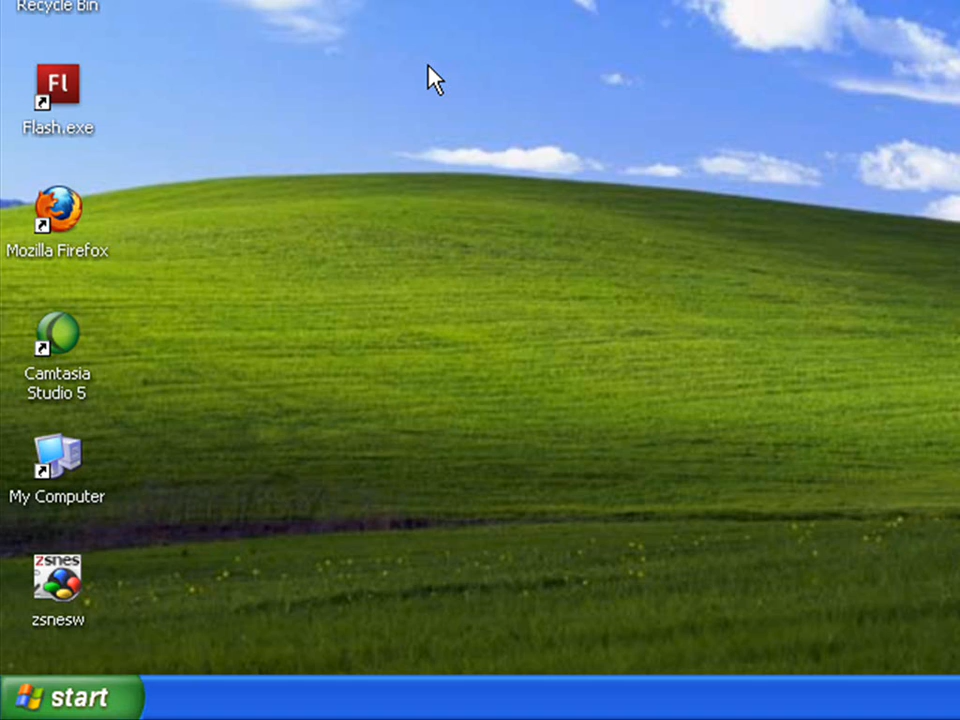 Recycle Bin
Fl
Flash.exe
Mozilla Firefox
Camtasia
Studio 5
My Computer
zsnes
zsnesw
start